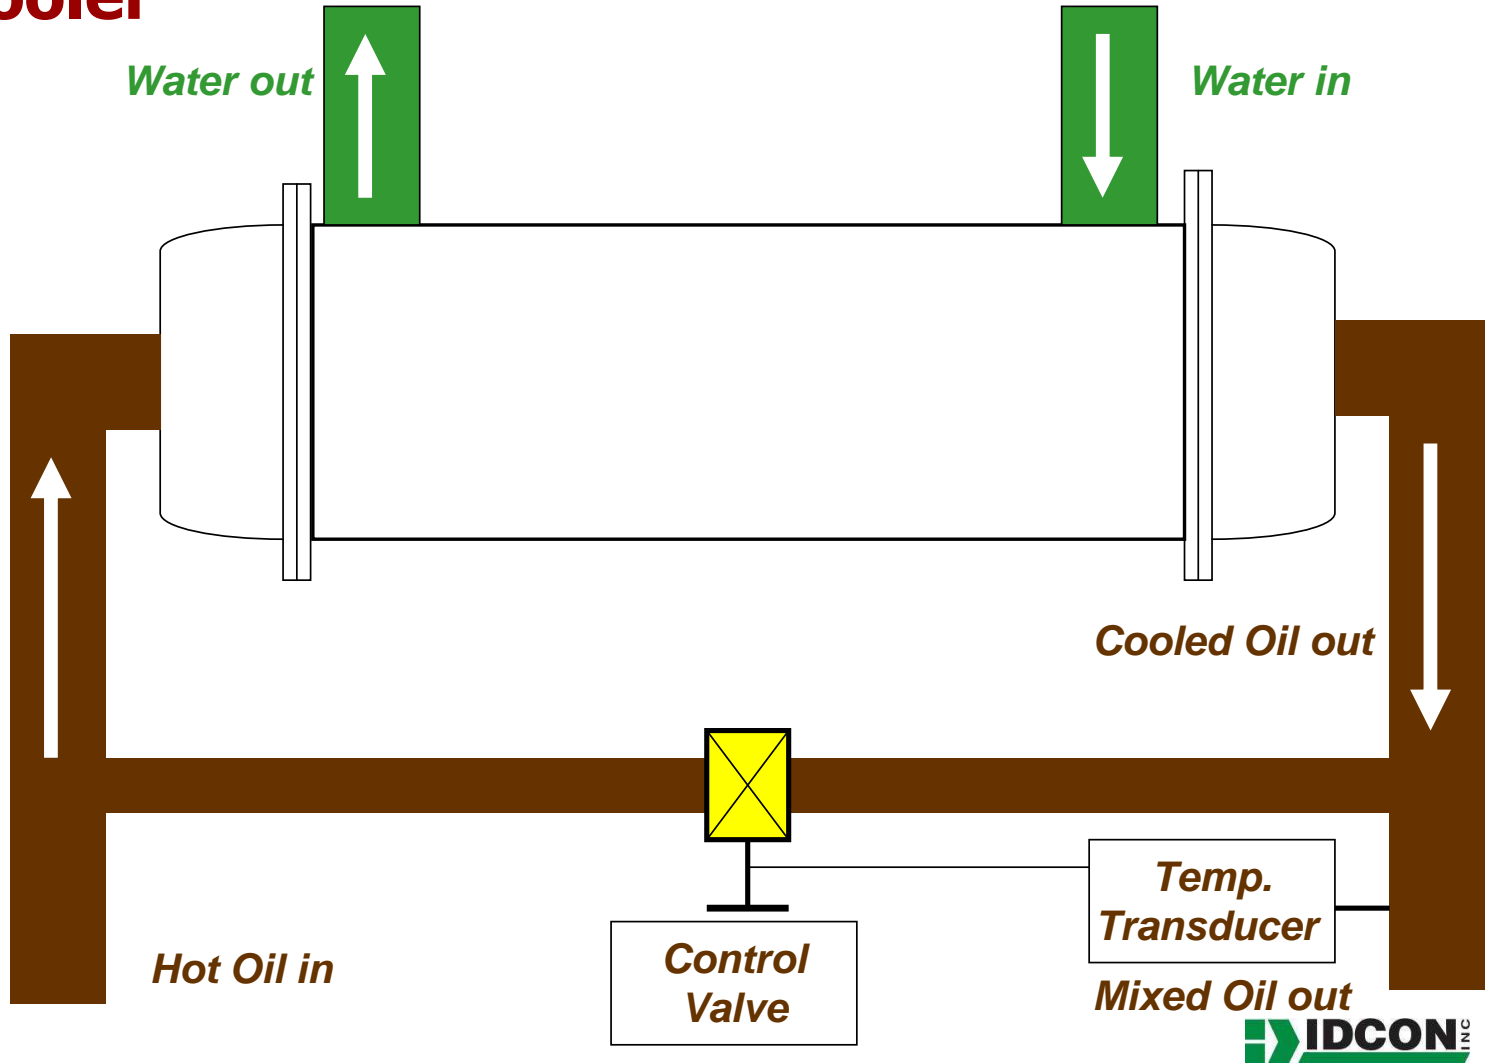 Water out
Water in
Cooled Oil out
Temp.
Transducer
Hot Oil in
Control
Valve
Mixed Oil out
IDCON INC